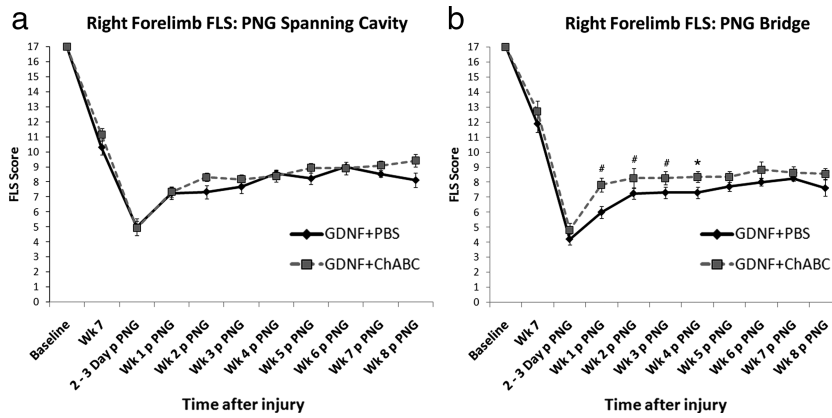 a
Right Forelimb FLS: PNG Spanning Cavity
FLS Score
17
16
15
14
13
12
11
10
9
8
7
6
5
4
3
2
1
0
GDNF+PBS
GDNF+ChABC
Baseline
Wk 7
2 - 3 Day p PNG
Wk 1 p PNG
Wk 2 p PNG
Wk 3 p PNG
Wk 4 p PNG
Wk 5 p PNG
Wk 6 p PNG
Wk 7 p PNG
Wk 8 p PNG
Time after injury
b
Right Forelimb FLS: PNG Bridge
FLS Score
17
16
15
14
13
12
11
10
9
8
7
6
5
4
3
2
1
0
# # # *
GDNF+PBS
GDNF+ChABC
Baseline
Wk 7
2 - 3 Day p PNG
Wk 1 p PNG
Wk 2 p PNG
Wk 3 p PNG
Wk 4 p PNG
Wk 5 p PNG
Wk 6 p PNG
Wk 7 p PNG
Wk 8 p PNG
Time after injury